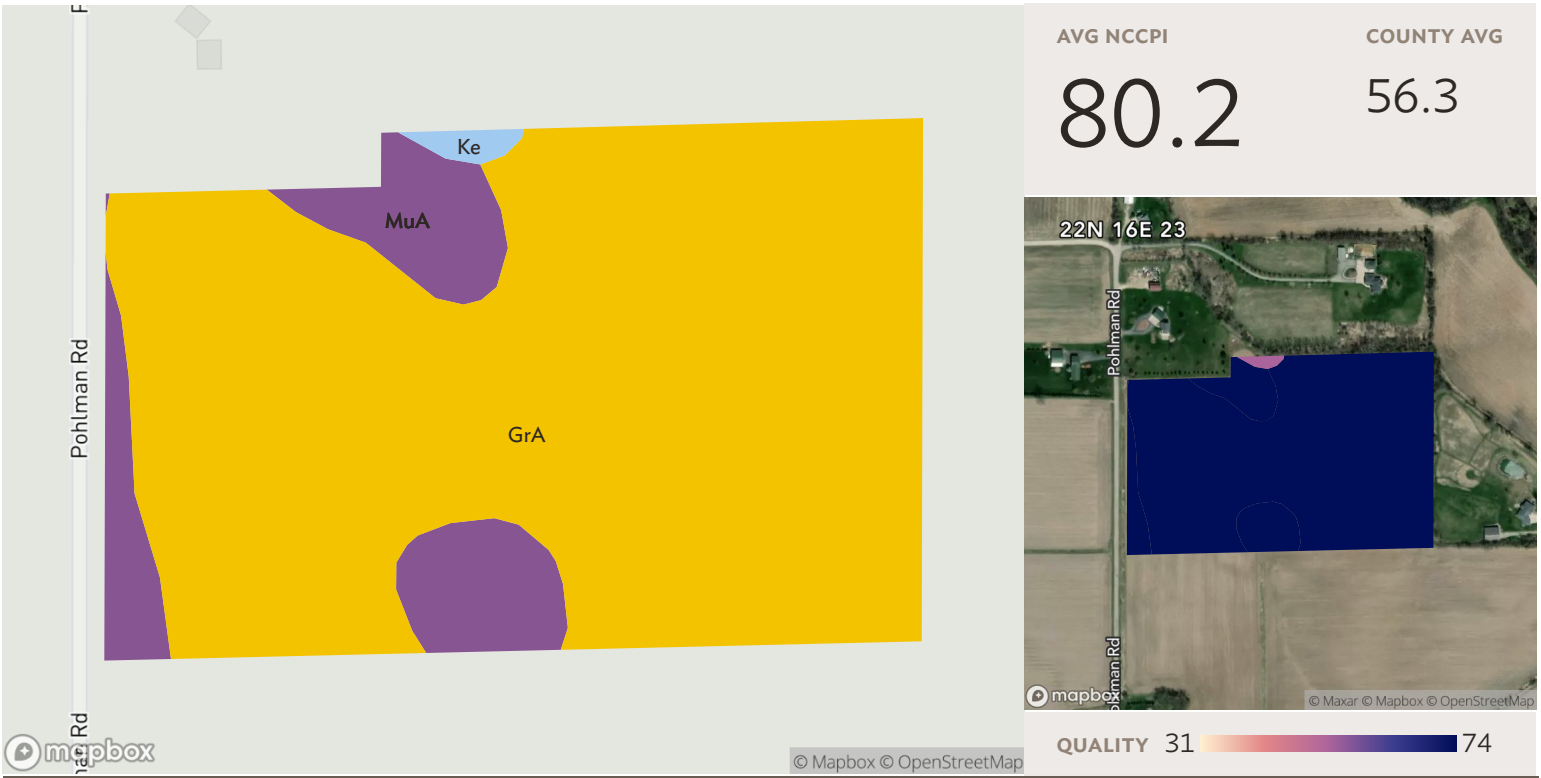 Pohlman Rd
Ke
MuA
GrA
mapbox
© Mapbox © OpenStreetMap
AVG NCCPI
80.2
COUNTY AVG
56.3
22N 16E 23
Pohlman Rd
mapbox
© Maxar © Mapbox © OpenStreetMap
QUALITY 31 74